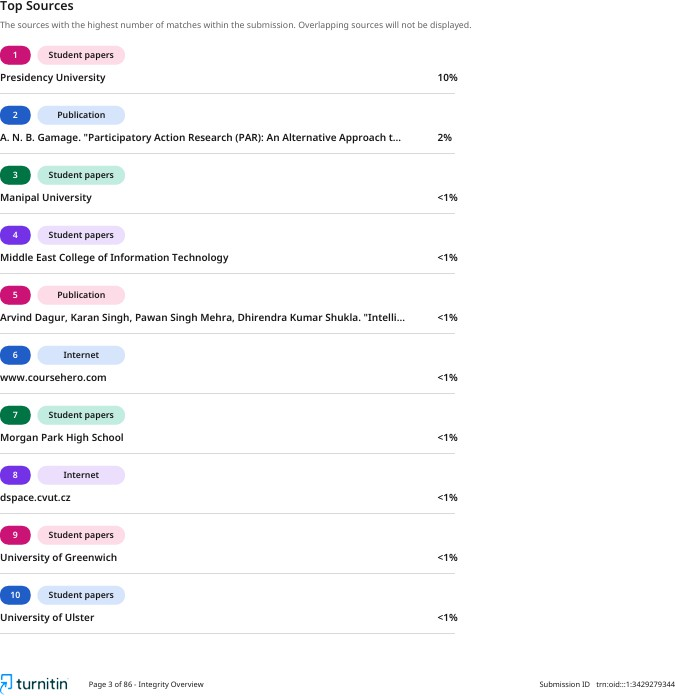 Top Sources
The sources with the highest number of matches within the submission. Overlapping sources will not be displayed.
1 Student papers
Presidency University 10%
2 Publication
A. N. B. Gamage. "Participatory Action Research (PAR): An Alternative Approach t... 2%
3 Student papers
Manipal University <1%
4 Student papers
Middle East College of Information Technology <1%
5 Publication
Arvind Dagur, Karan Singh, Pawan Singh Mehra, Dhirendra Kumar Shukla. "Intelli... <1%
6 Internet
www.coursehero.com <1%
7 Student papers
Morgan Park High School <1%
8 Internet
dspace.cvut.cz <1%
9 Student papers
University of Greenwich <1%
10 Student papers
University of Ulster <1%
turnitin Page 3 of 86 - Integrity Overview Submission ID trn:oid:::1:3429279344